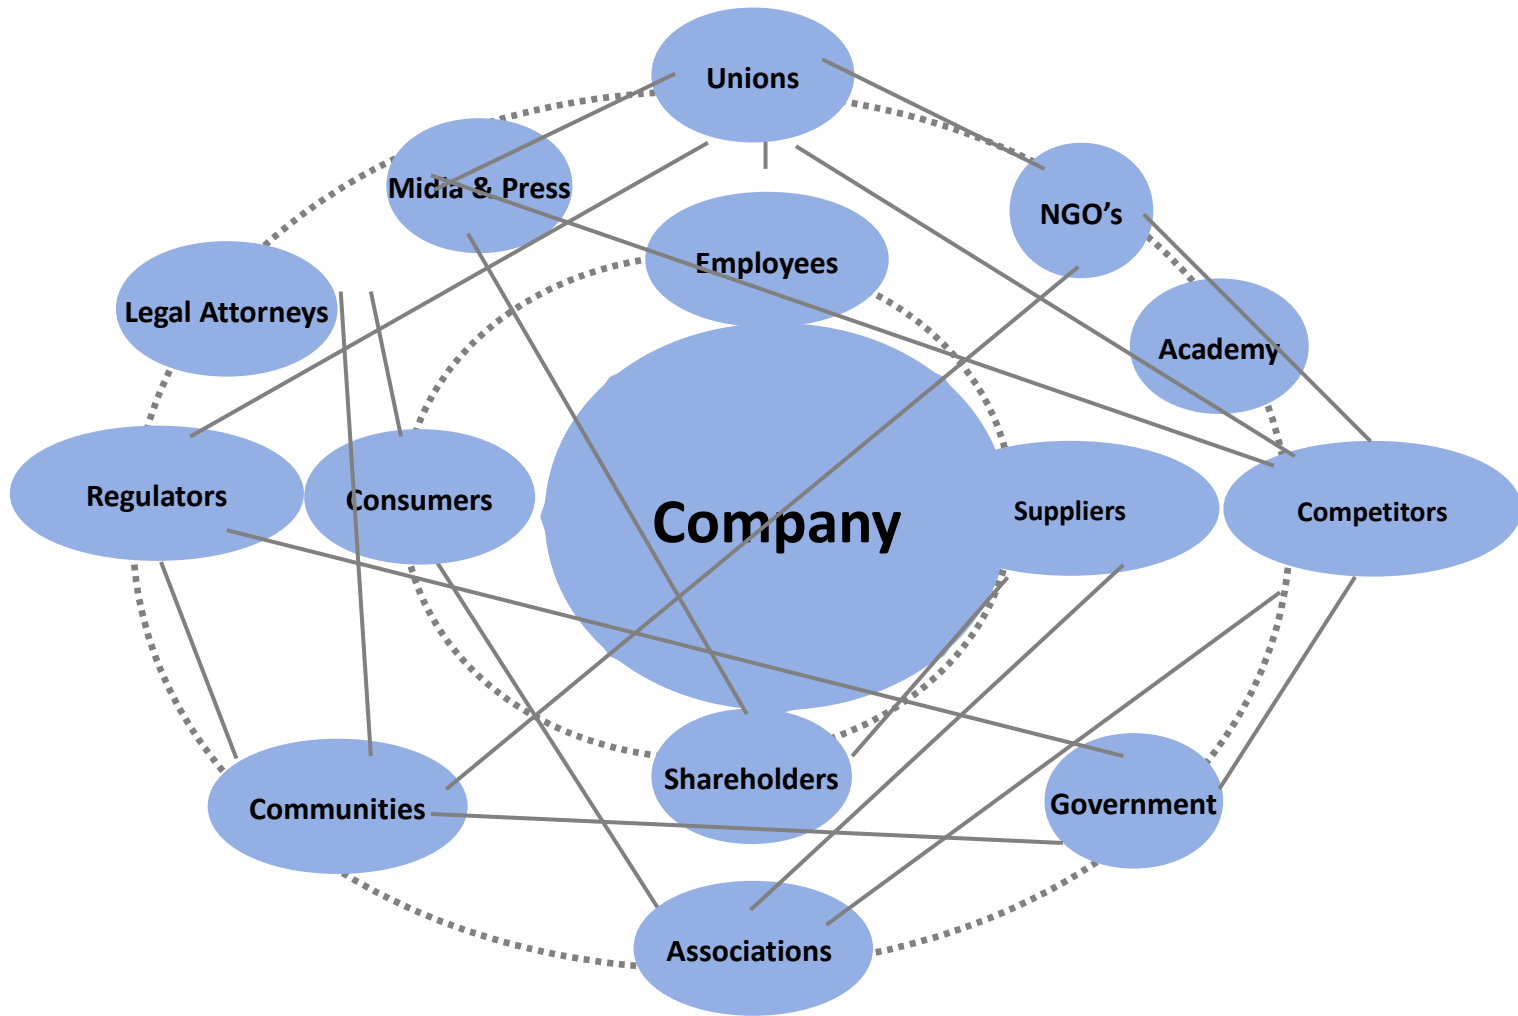 Unions
Midia & Press
NGO’s
Employees
Legal Attorneys
Academy
Regulators
Consumers
Company
Suppliers
Competitors
Shareholders
Communities
Government
Associations